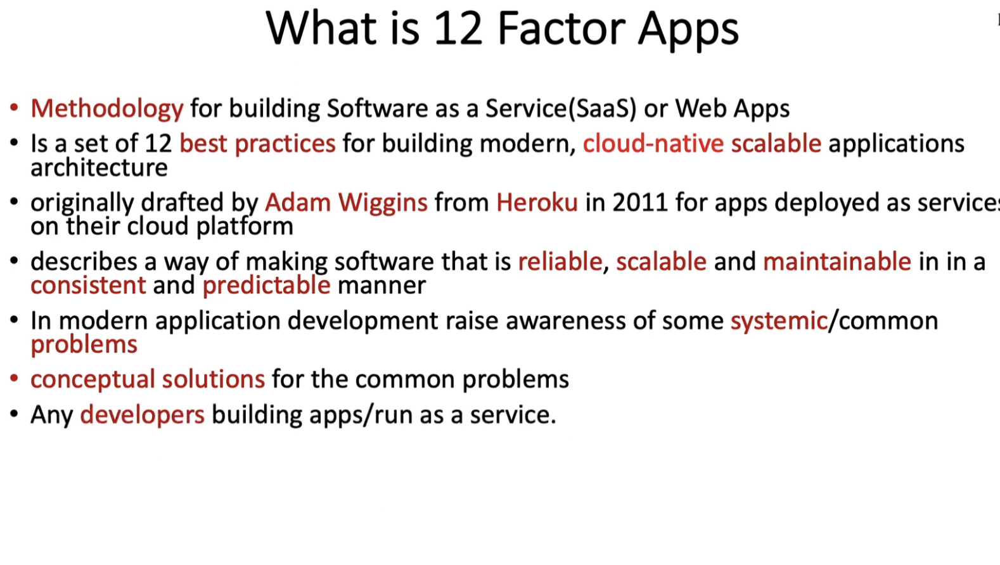 What is 12 Factor Apps
• Methodology for building Software as a Service(SaaS) or Web Apps
• Is a set of 12 best practices for building modern, cloud-native scalable applications
architecture
• originally drafted by Adam Wiggins from Heroku in 2011 for apps deployed as services
on their cloud platform
• describes a way of making software that is reliable, scalable and maintainable in in a
consistent and predictable manner
• In modern application development raise awareness of some systemic/common
problems
• conceptual solutions for the common problems
• Any developers building apps/run as a service.